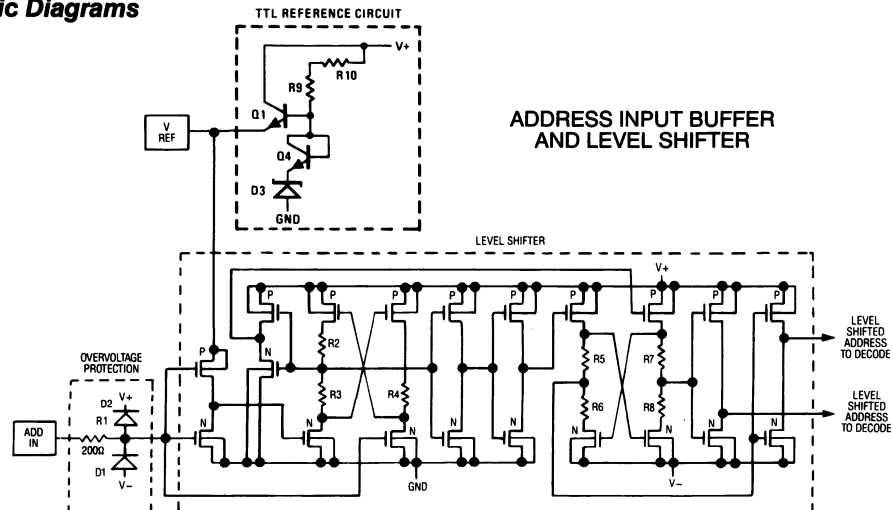 ic Diagrams
TTL REFERENCE CIRCUIT
V+
R10
R9
Q1
V
REF
Q4
D3
GND
ADDRESS INPUT BUFFER
AND LEVEL SHIFTER
LEVEL SHIFTER
V+
P P P P P P P P P
P N
R2
R3 R4
R5 R7
R6 R8
N N N N N N N N N
GND
V−
OVERVOLTAGE
PROTECTION
D2 V+
R1
200Ω
D1
V−
ADD
IN
LEVEL
SHIFTED
ADDRESS
TO DECODE
LEVEL
SHIFTED
ADDRESS
TO DECODE